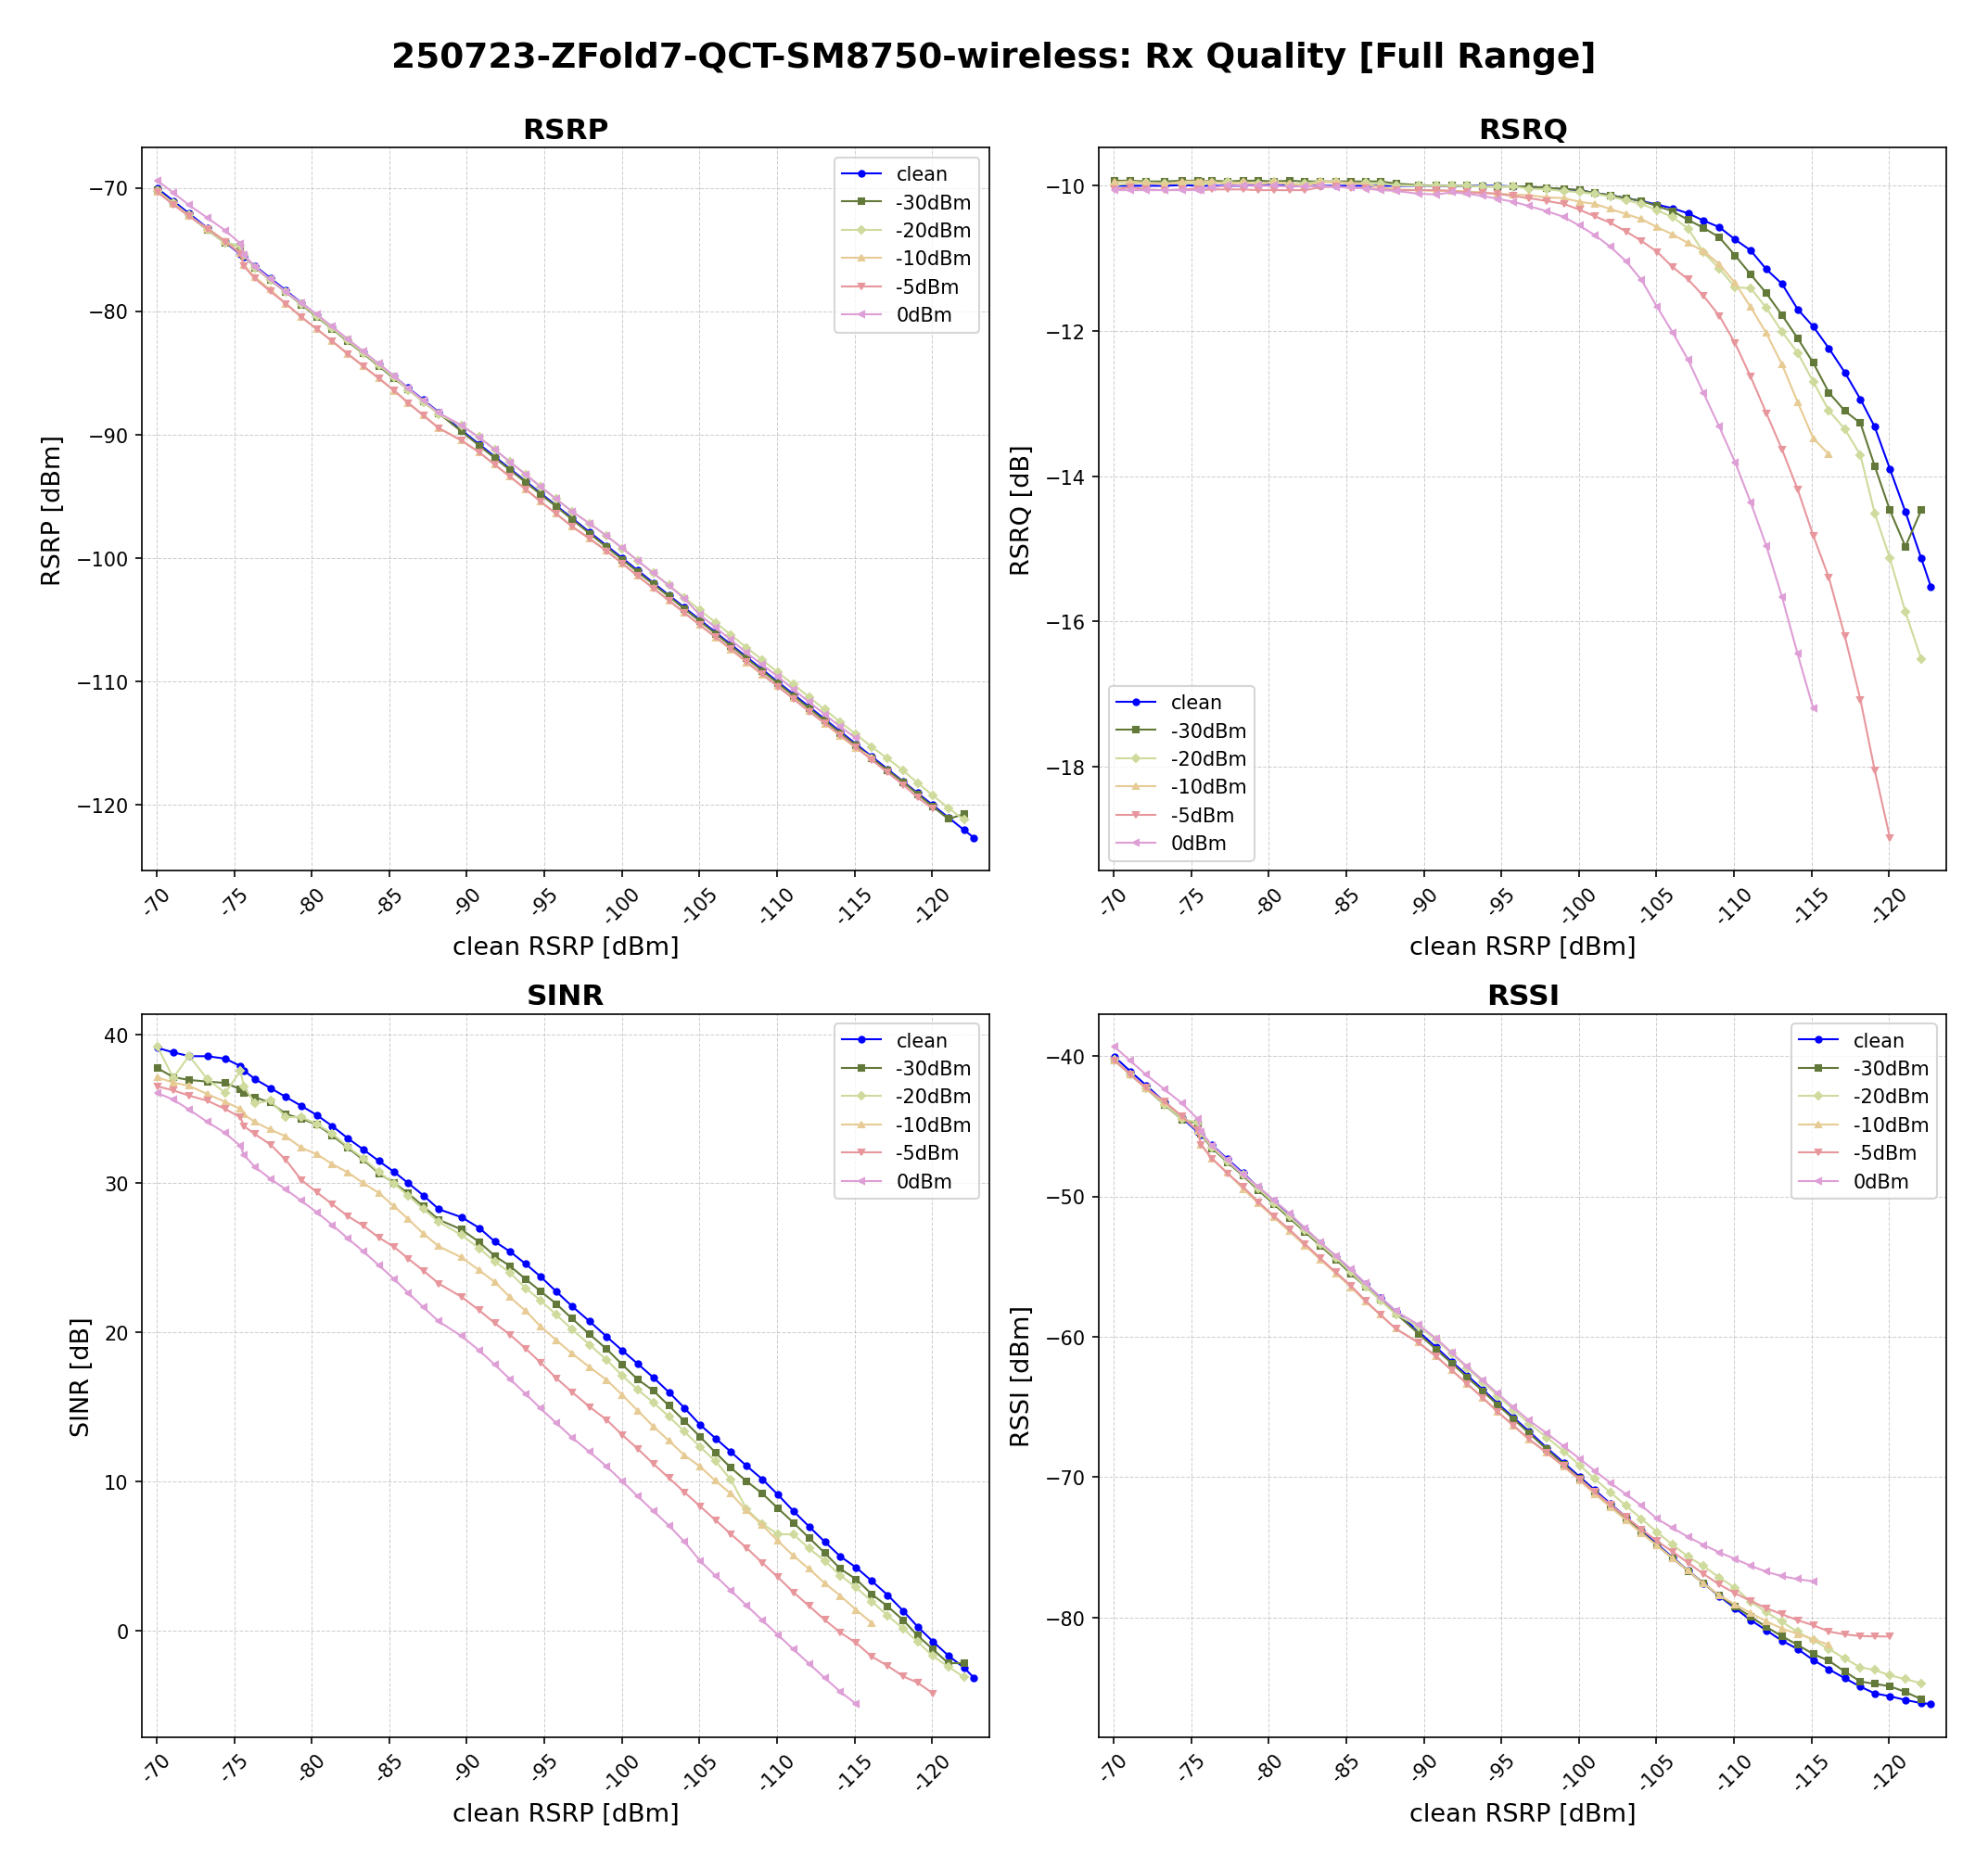 250723-ZFold7-QCT-SM8750-wireless: Rx Quality [Full Range]
RSRP
RSRP [dBm]
−70
−80
−90
−100
−110
−120
clean
-30dBm
-20dBm
-10dBm
-5dBm
0dBm
-70
-75
-80
-85
-90
-95
-100
-105
-110
-115
-120
clean RSRP [dBm]
RSRQ
RSRQ [dB]
−10
−12
−14
−16
−18
clean
-30dBm
-20dBm
-10dBm
-5dBm
0dBm
-70
-75
-80
-85
-90
-95
-100
-105
-110
-115
-120
clean RSRP [dBm]
SINR
SINR [dB]
40
30
20
10
0
clean
-30dBm
-20dBm
-10dBm
-5dBm
0dBm
-70
-75
-80
-85
-90
-95
-100
-105
-110
-115
-120
clean RSRP [dBm]
RSSI
RSSI [dBm]
−40
−50
−60
−70
−80
clean
-30dBm
-20dBm
-10dBm
-5dBm
0dBm
-70
-75
-80
-85
-90
-95
-100
-105
-110
-115
-120
clean RSRP [dBm]